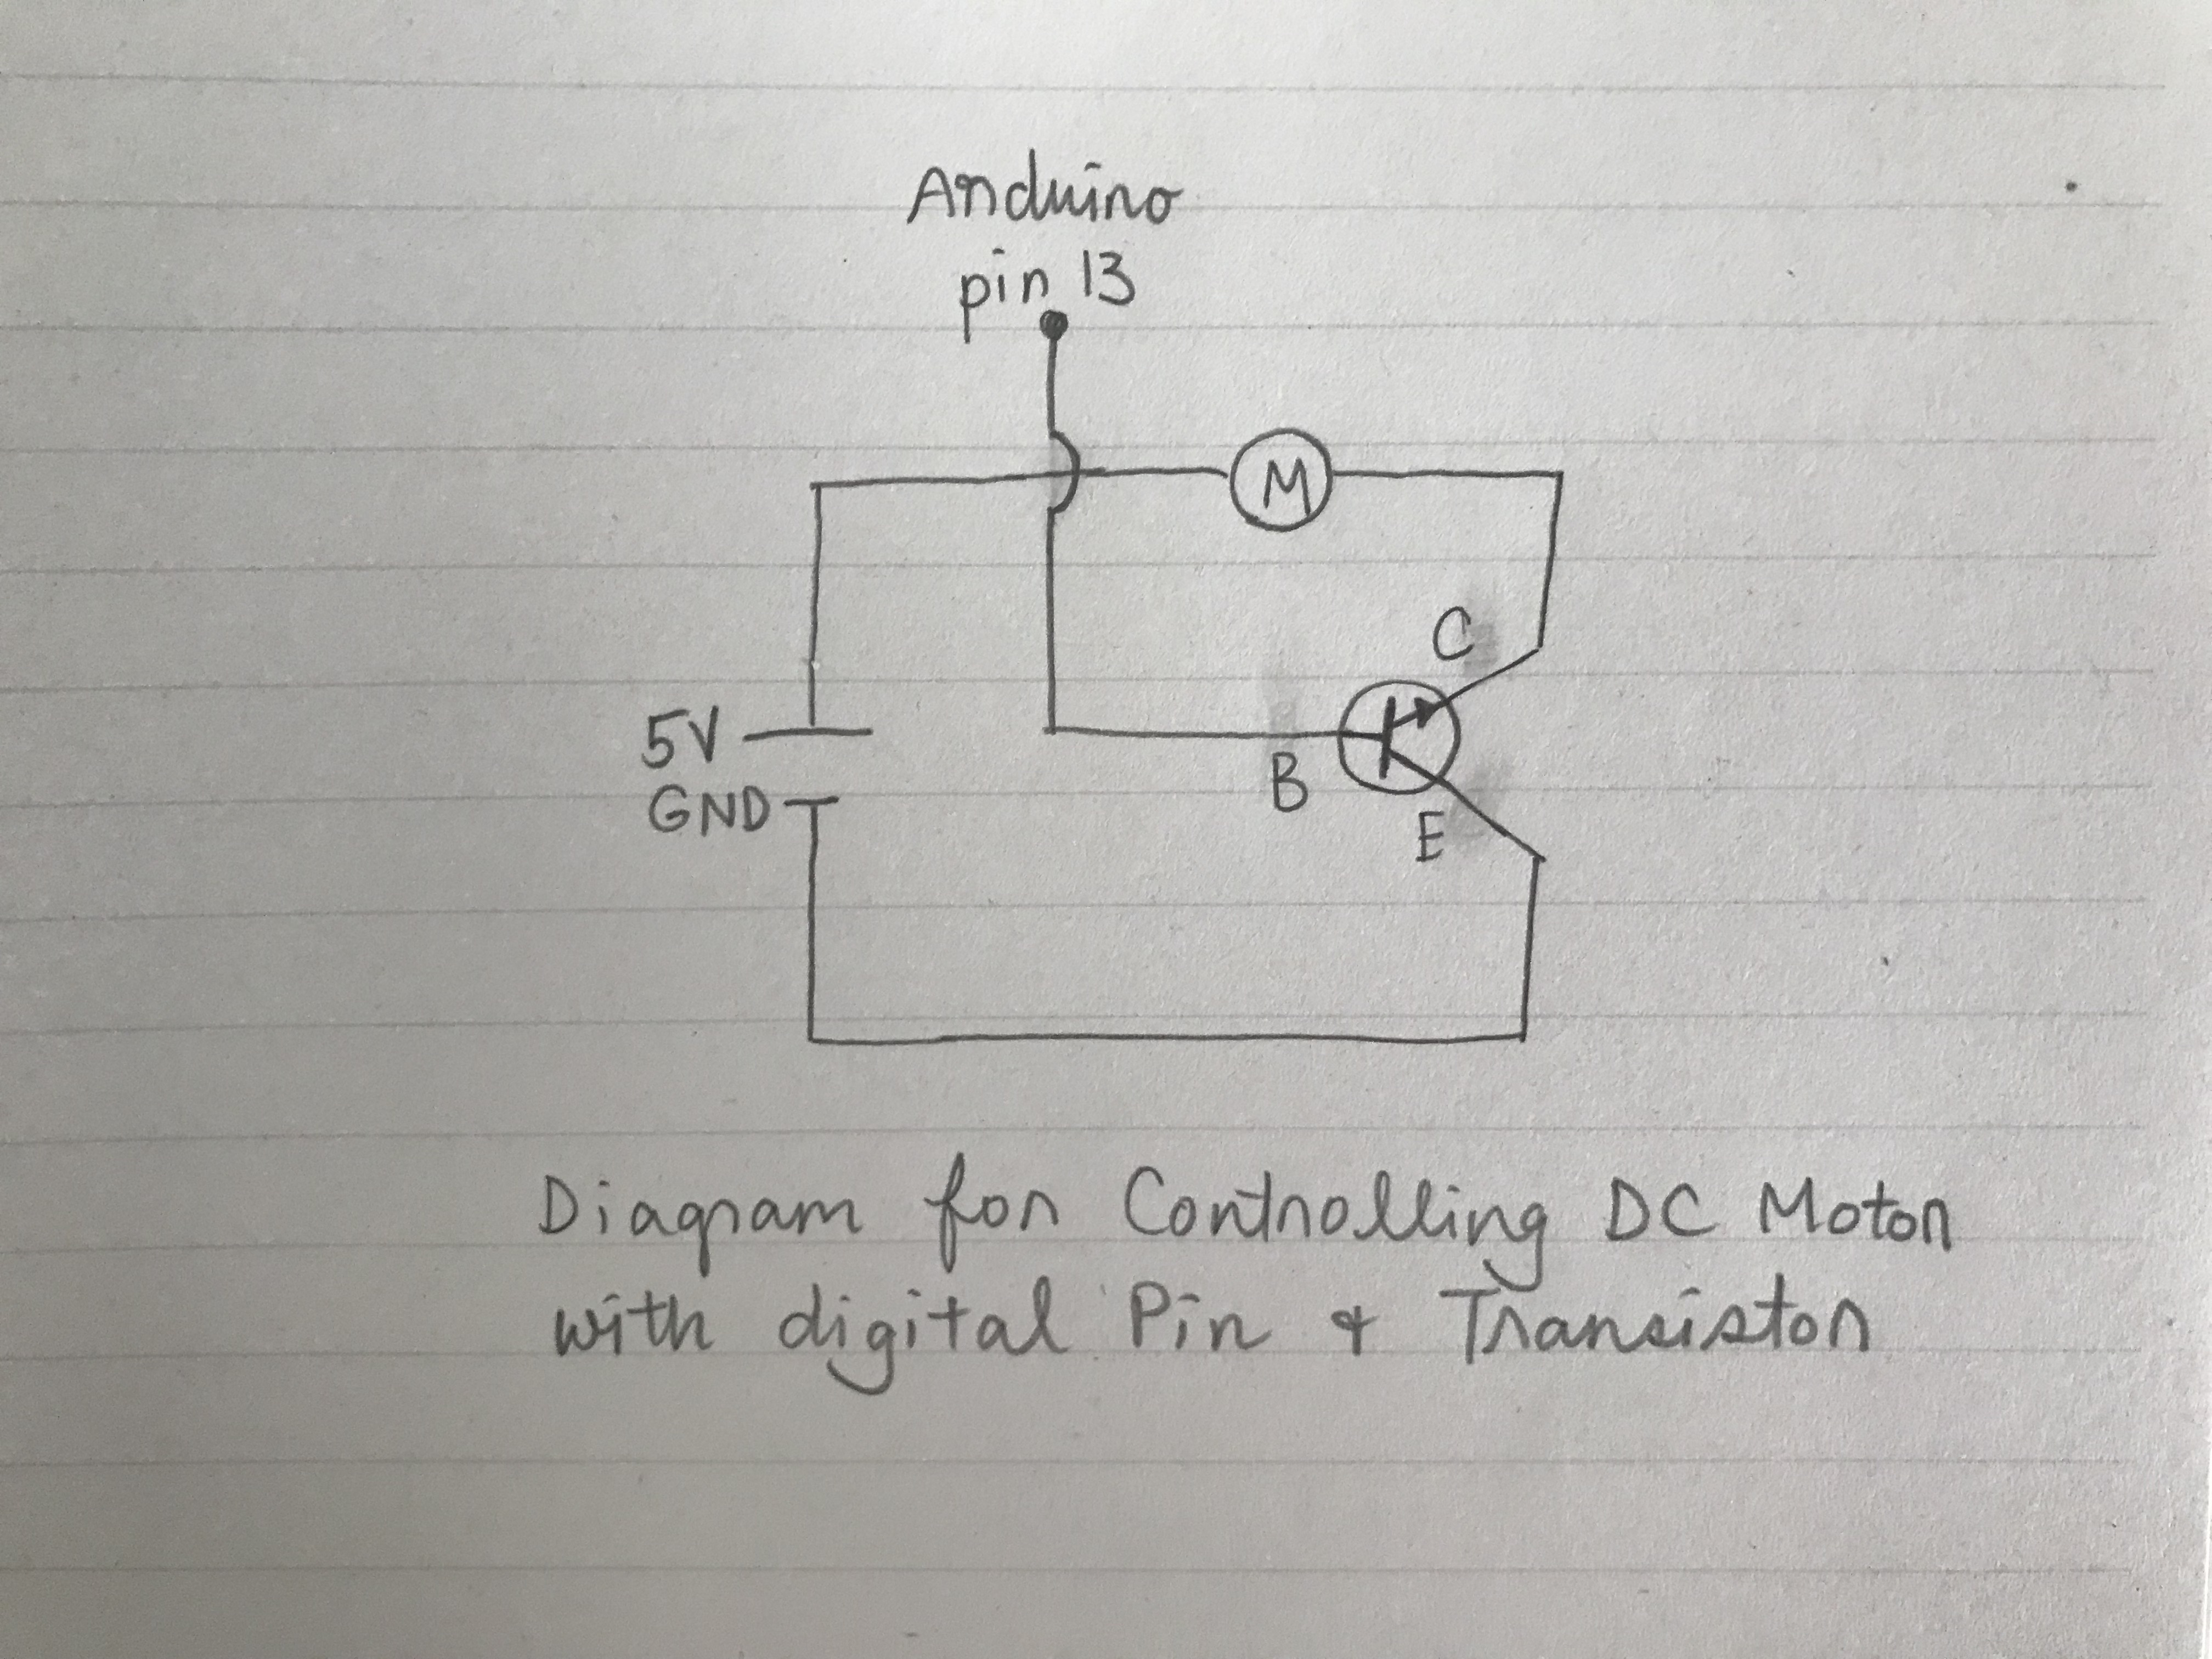 Arduino
pin 13
5V
GND
M
B
C
E
Diagram for Controlling DC Motor
with digital Pin & Transistor